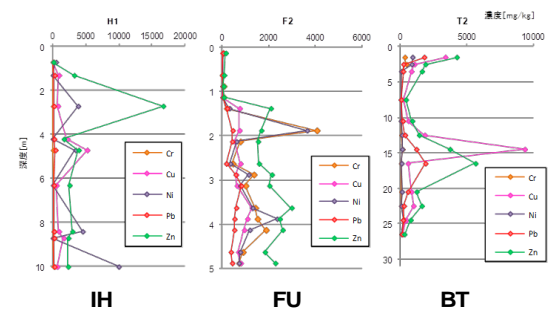 H1 F2 T2 濃度[mg/kg]
0 5000 10000 15000 20000
0 2000 4000 6000
0 5000 10000
0
2
4
6
8
10
深度[m]
Cr
Cu
Ni
Pb
Zn
0
1
2
3
4
5
Cr
Cu
Ni
Pb
Zn
0
5
10
15
20
25
30
Cr
Cu
Ni
Pb
Zn
IH FU BT